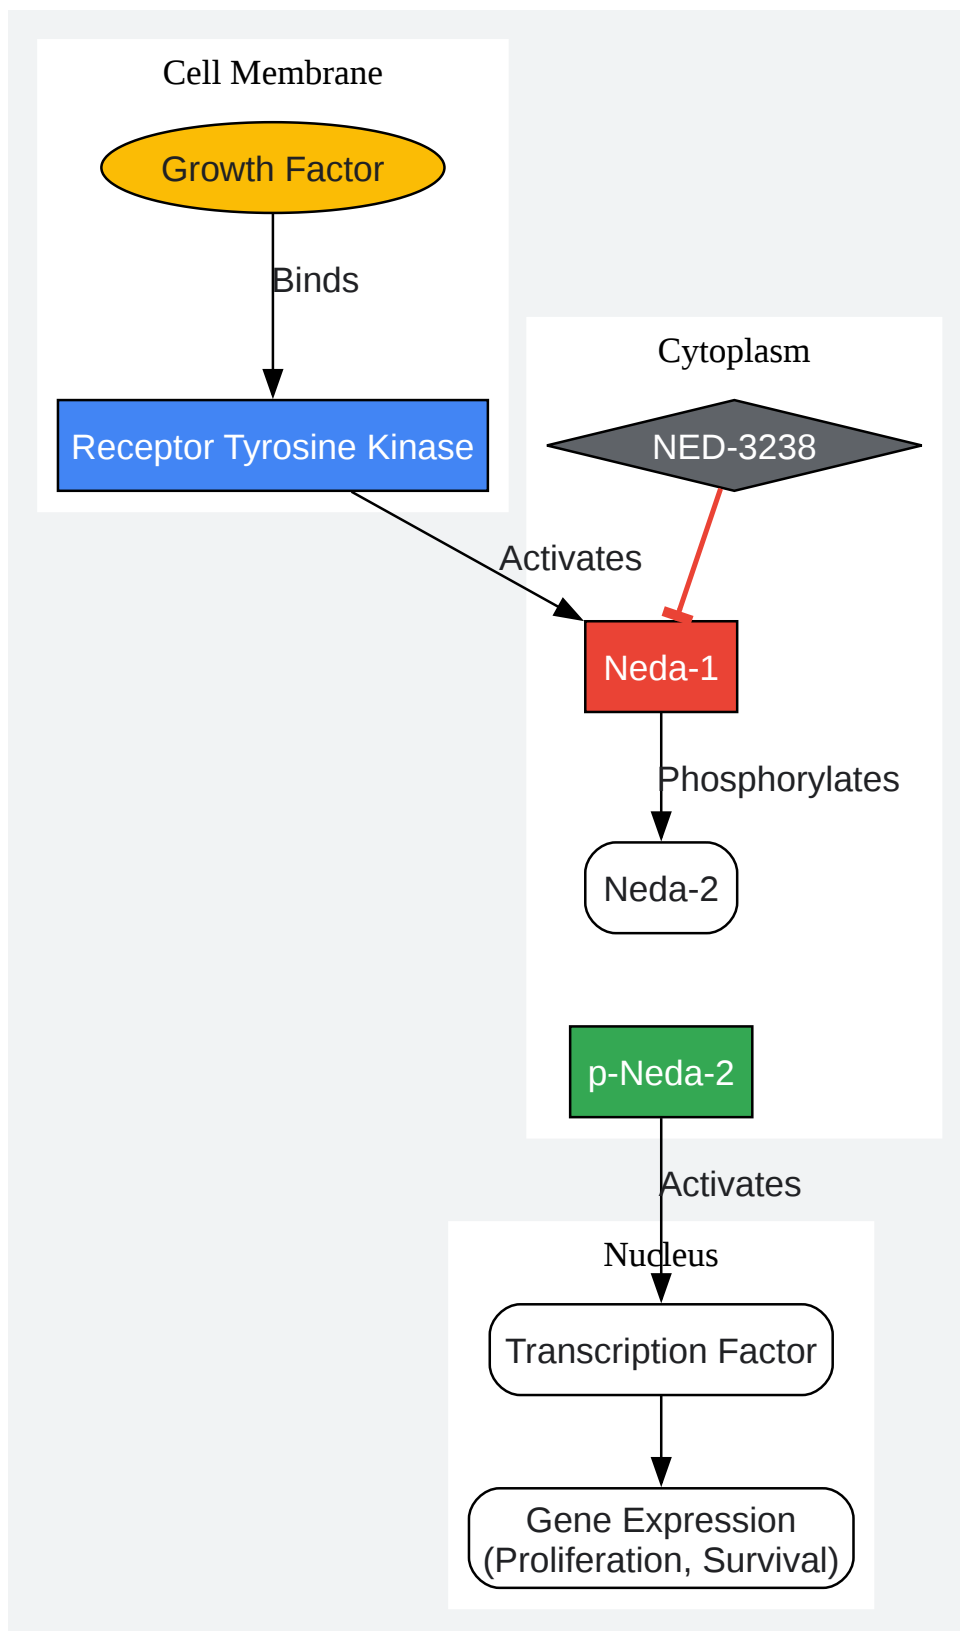 Cell Membrane
Growth Factor
Binds
Receptor Tyrosine Kinase
Cytoplasm
NED-3238
Activates
Neda-1
Phosphorylates
Neda-2
p-Neda-2
Activates
Nucleus
Transcription Factor
Gene Expression
(Proliferation, Survival)